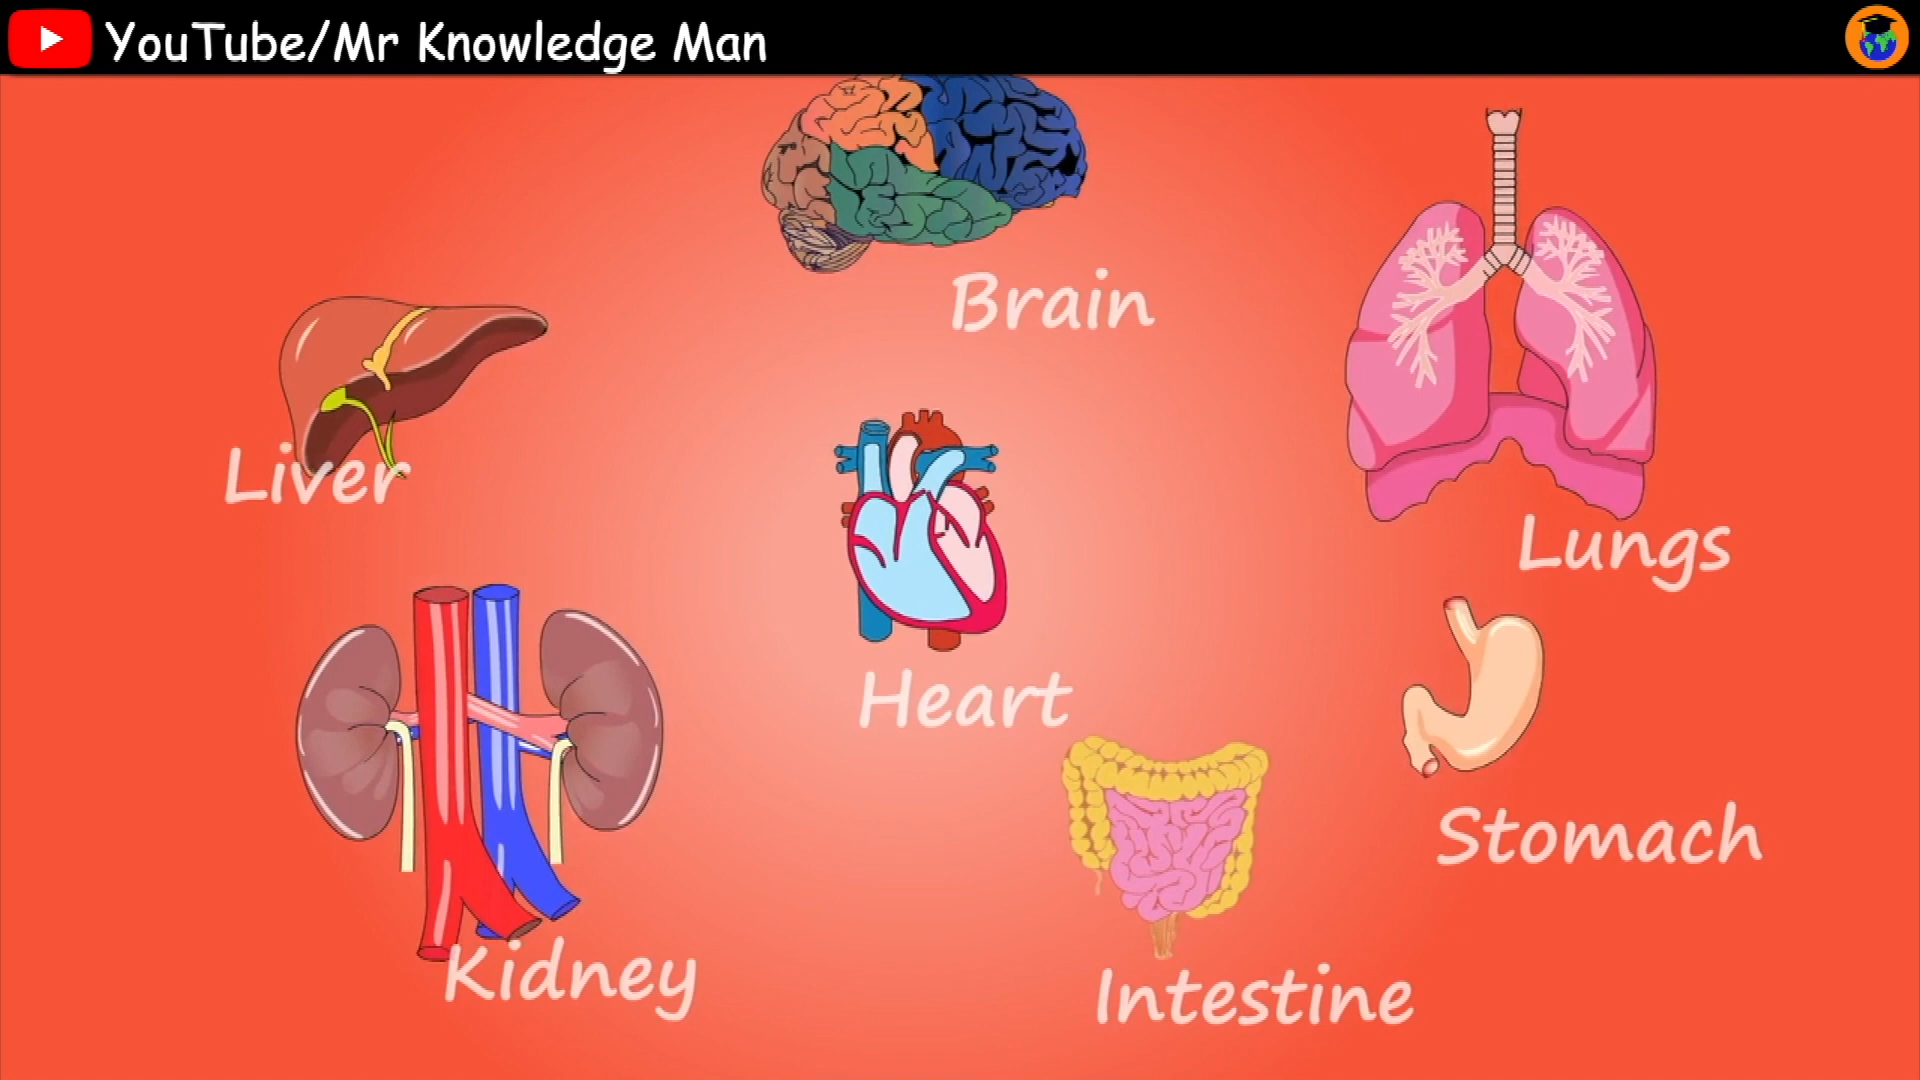 YouTube/Mr Knowledge Man
Brain
Liver
Lungs
Heart
Stomach
Kidney
Intestine